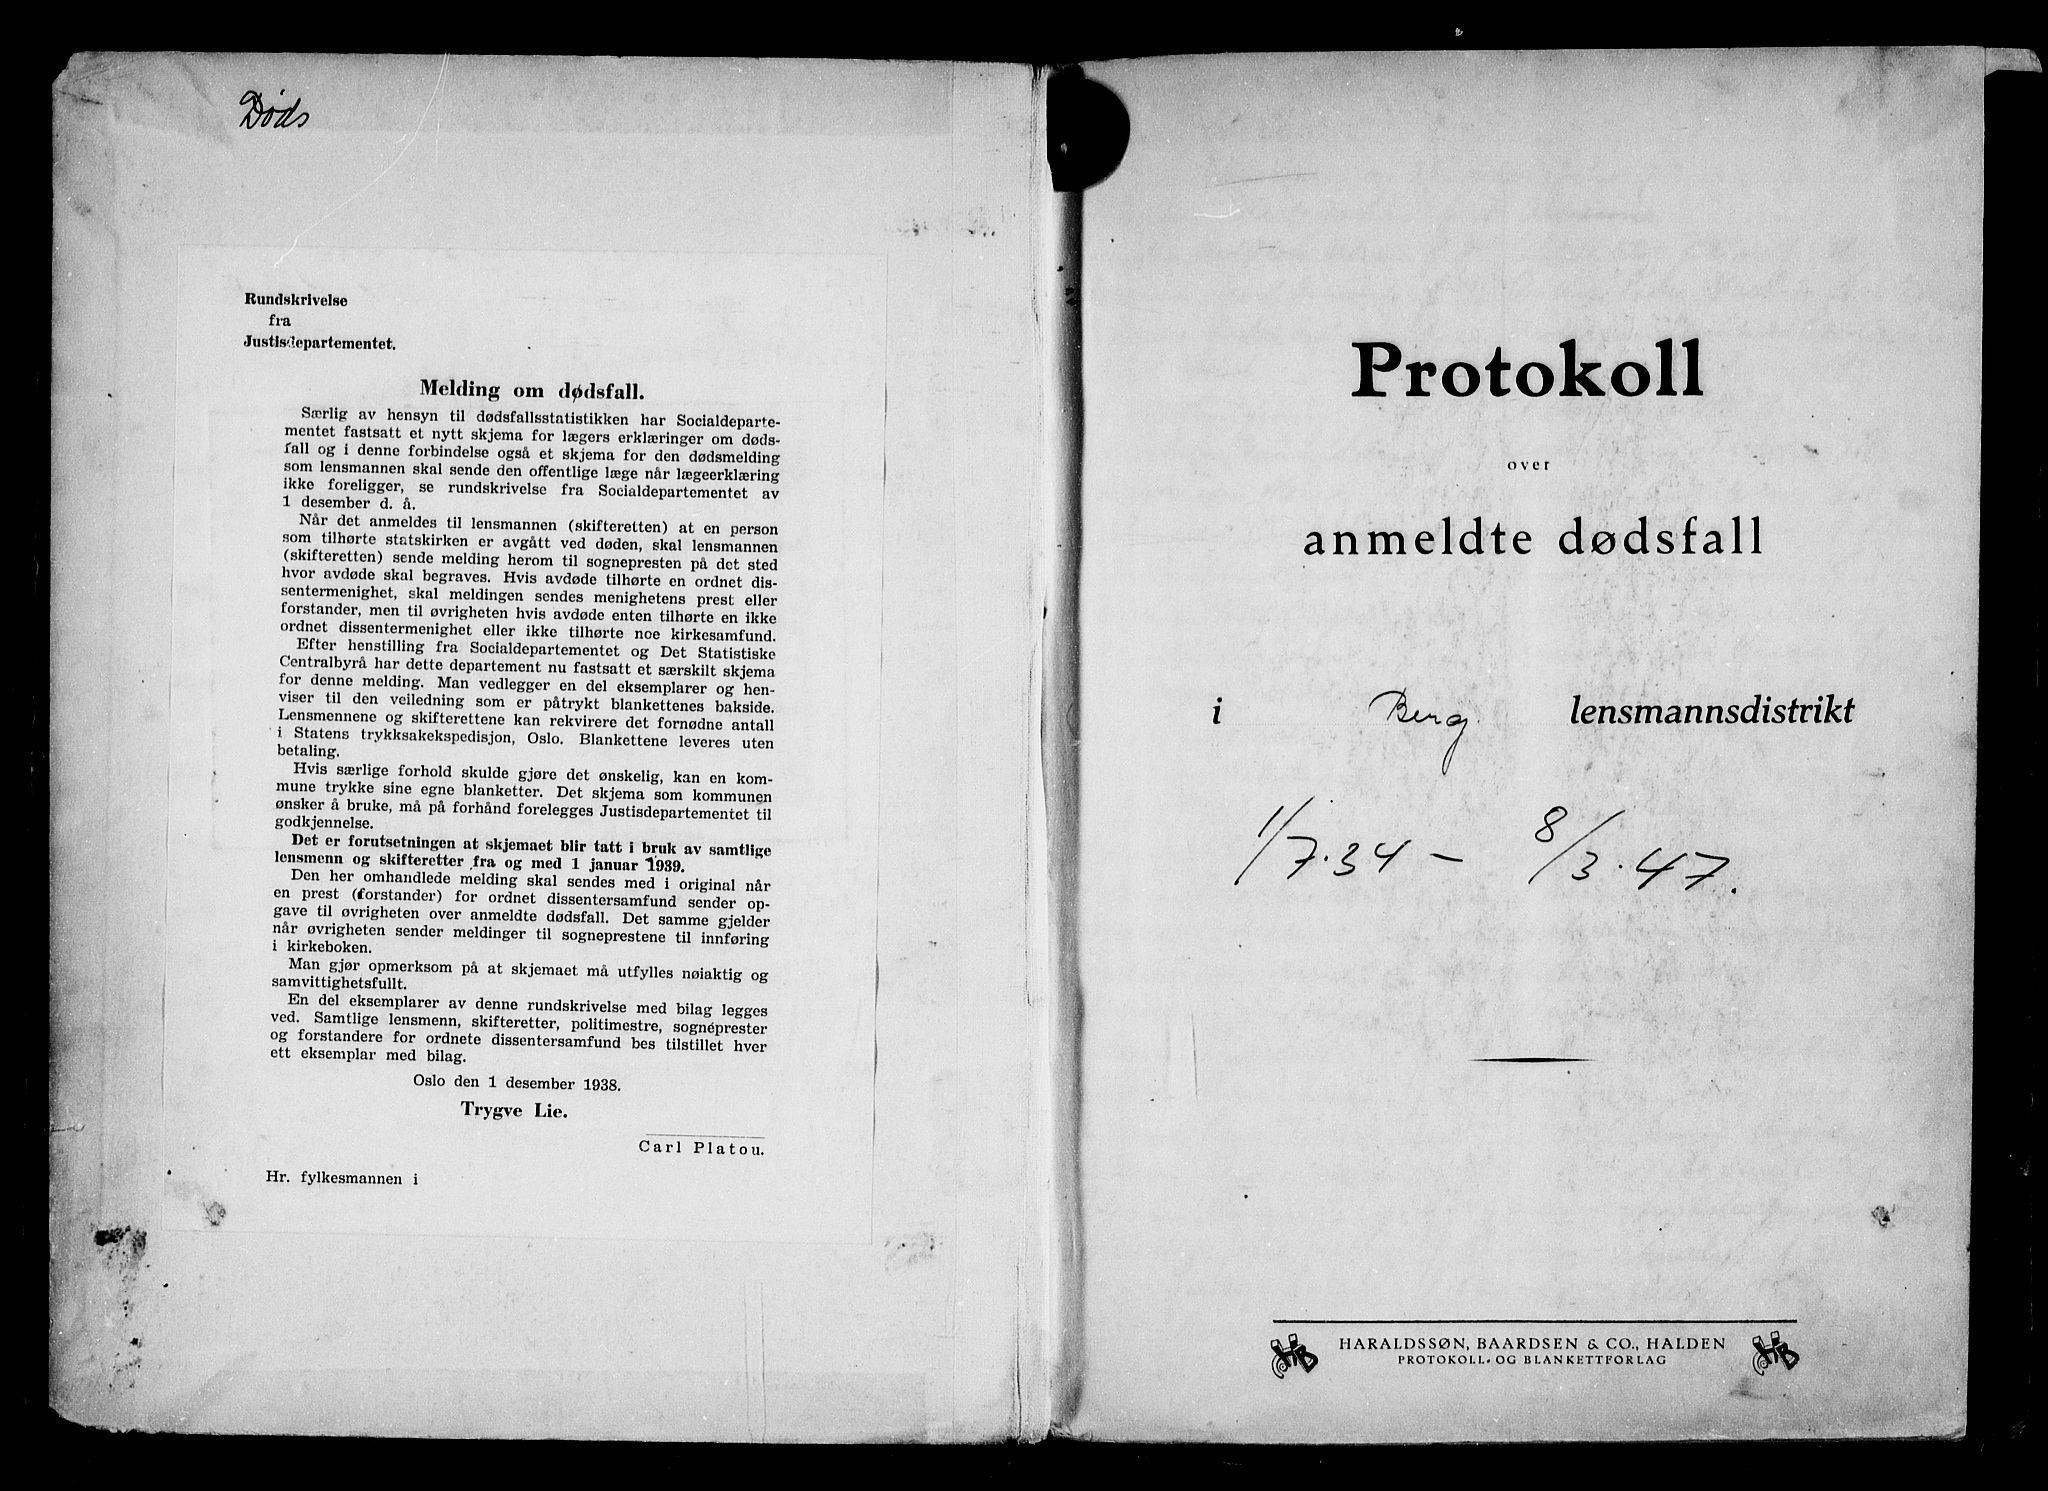 Døds
Rundskrivelse
fra
Justisdepartementet.
Melding om dødsfall.
Særlig av hensyn til dødsfallsstatistikken har Socialdeparte-
mentet fastsatt et nytt skjema for lægers erklæringer om døds-
fall og i denne forbindelse også et skjema for den dødsmelding
som lensmannen skal sende den offentlige læge når lægeerklæring
ikke foreligger, se rundskrivelse fra Socialdepartementet av
1 desember d. å.
Når det anmeldes til lensmannen (skifteretten) at en person
som tilhørte statskirken er avgått ved døden, skal lensmannen
(skifteretten) sende melding herom til sognepresten på det sted
hvor avdøde skal begraves. Hvis avdøde tilhørte en ordnet dis-
sentermenighet, skal meldingen sendes menighetens prest eller
forstander, men til øvrigheten hvis avdøde enten tilhørte en ikke
ordnet dissentermenighet eller ikke tilhørte noe kirkesamfund.
Efter henstilling fra Socialdepartementet og Det Statistiske
Centralbyrå har dette departement nu fastsatt et særskilt skjema
for denne melding. Man vedlegger en del eksemplarer og hen-
viser til den veiledning som er påtrykt blankettenes bakside.
Lensmennene og skifterettene kan rekvirere det fornødne antall
i Statens trykksakekspedisjon, Oslo. Blankettene leveres uten
betaling.
Hvis særlige forhold skulde gjøre det ønskelig, kan en kom-
mune trykke sine egne blanketter. Det skjema som kommunen
ønsker å bruke, må på forhånd forelegges Justisdepartementet til
godkjennelse.
Det er forutsetningen at skjemaet blir tatt i bruk av samtlige
lensmenn og skifteretter fra og med 1 januar 1939.
Den her omhandlede melding skal sendes med i original når
en prest (forstander) for ordnet dissentersamfund sender op-
gave til øvrigheten over anmeldte dødsfall. Det samme gjelder
når øvrigheten sender meldinger til sogneprestene til innføring
i kirkeboken.
Man gjør opmerksom på at skjemaet må utfylles nøiaktig og
samvittighetsfullt.
En del eksemplarer av denne rundskrivelse med bilag legges
ved. Samtlige lensmenn, skifteretter, politimestre, sogneprester
og forstandere for ordnete dissentersamfund bes tilstillet hver
ett eksemplar med bilag.
Oslo den 1 desember 1938.
Trygve Lie.
Carl Platou.
Hr. fylkesmannen i
Protokoll
over
anmeldte dødsfall
i Berg. lensmannsdistrikt
1/7.34 – 8/3.47.
HARALDSSØN, BAARDSEN & CO., HALDEN
PROTOKOLL- OG BLANKETTFORLAG